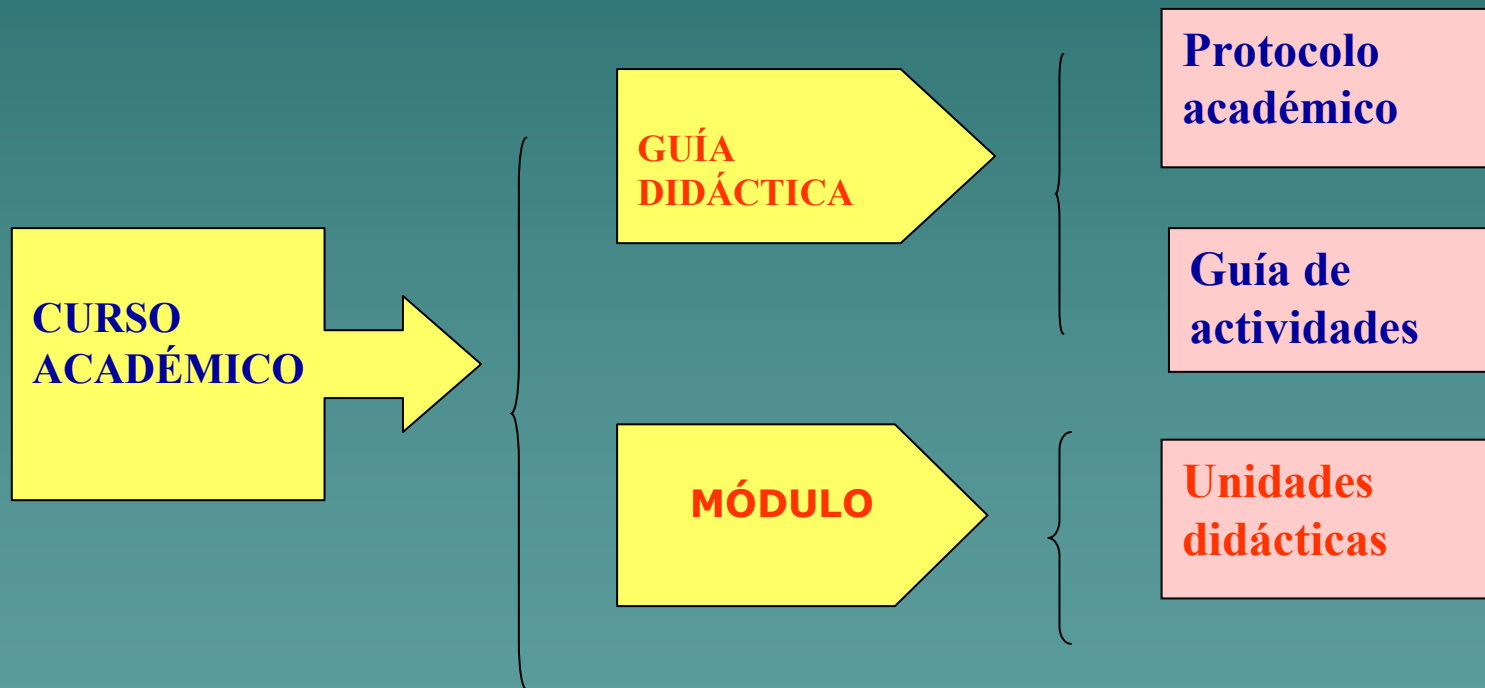 CURSO
ACADÉMICO
GUÍA
DIDÁCTICA
Protocolo
académico
Guía de
actividades
MÓDULO
Unidades
didácticas